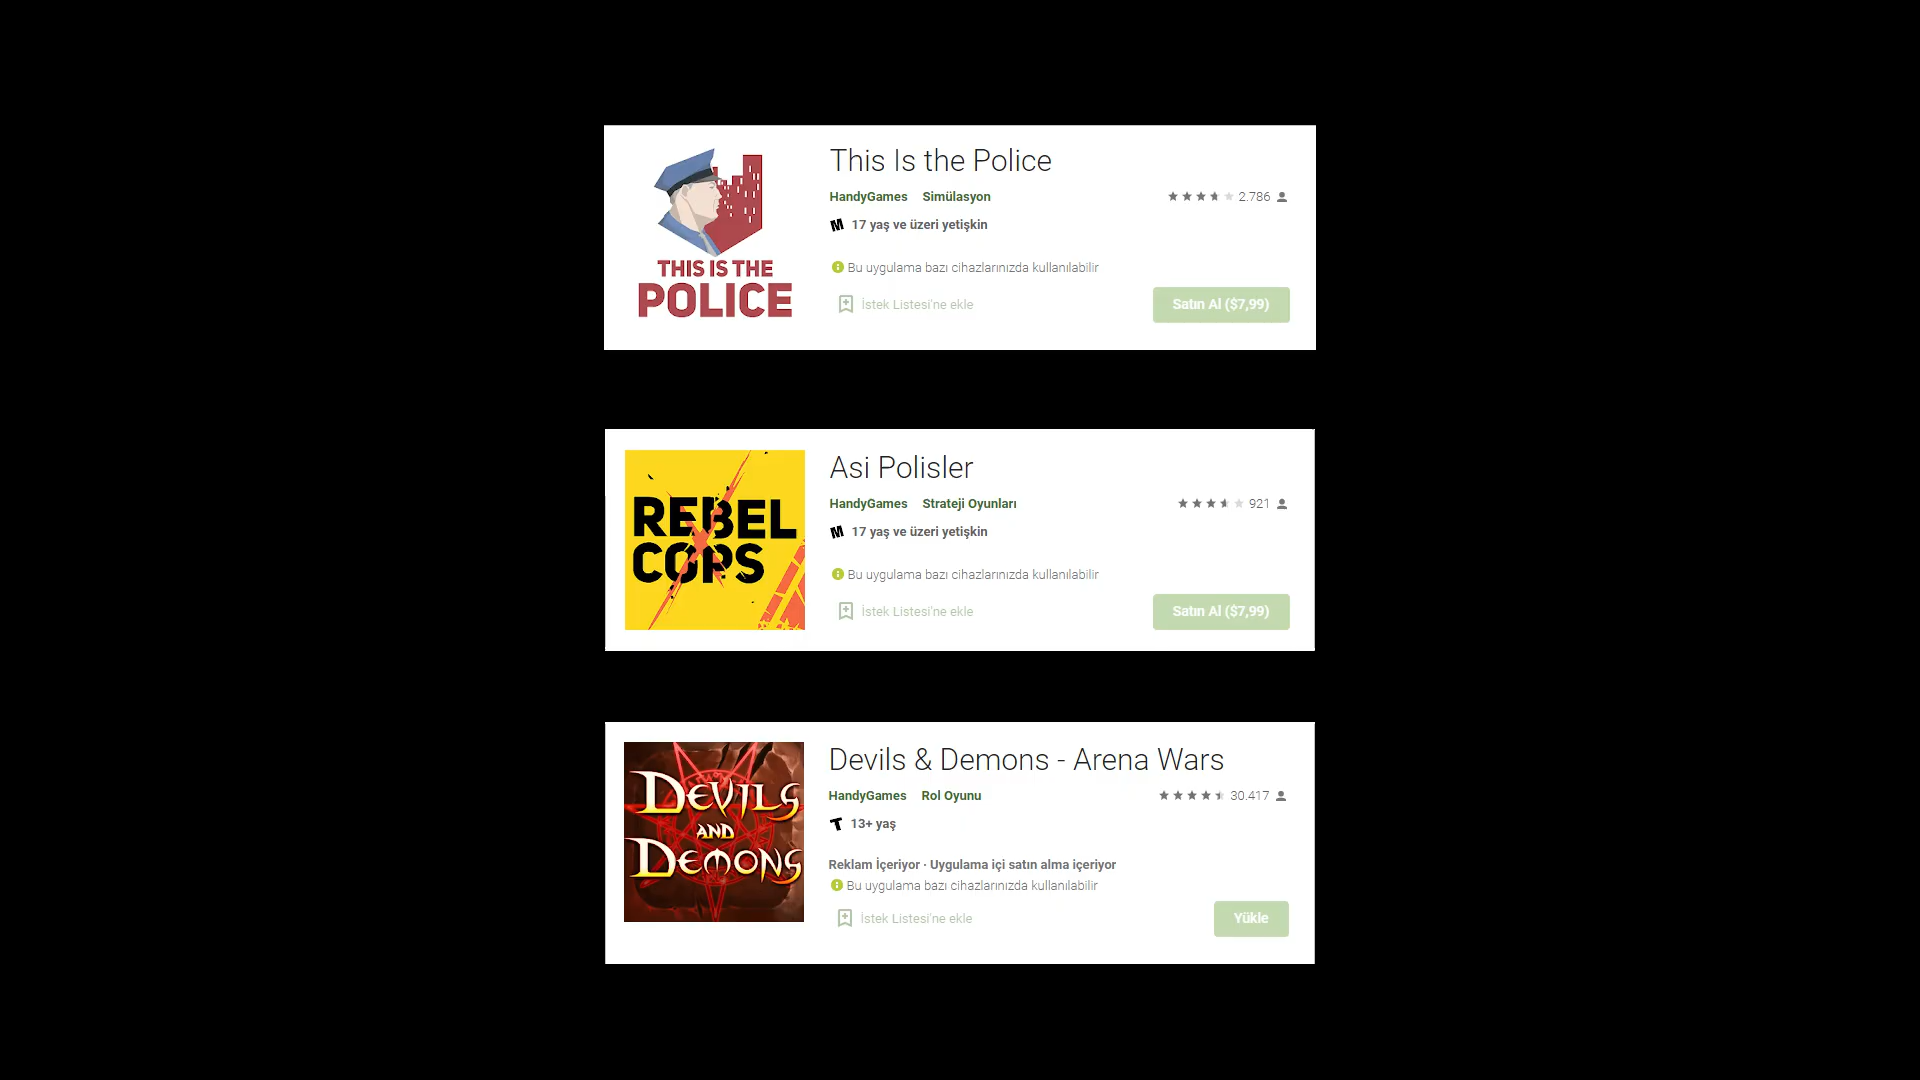 This Is the Police
HandyGames Simülasyon
2.786
17 yaş ve üzeri yetişkin
Bu uygulama bazı cihazlarınızda kullanılabilir
İstek Listesi'ne ekle
Satın Al ($7,99)
THIS IS THE
POLICE
Asi Polisler
HandyGames Strateji Oyunları
921
17 yaş ve üzeri yetişkin
Bu uygulama bazı cihazlarınızda kullanılabilir
İstek Listesi'ne ekle
Satın Al ($7,99)
REBEL
COPS
Devils & Demons - Arena Wars
HandyGames Rol Oyunu
30.417
13+ yaş
Reklam İçeriyor · Uygulama içi satın alma içeriyor
Bu uygulama bazı cihazlarınızda kullanılabilir
İstek Listesi'ne ekle
Yükle
DEVILS
AND
DEMONS